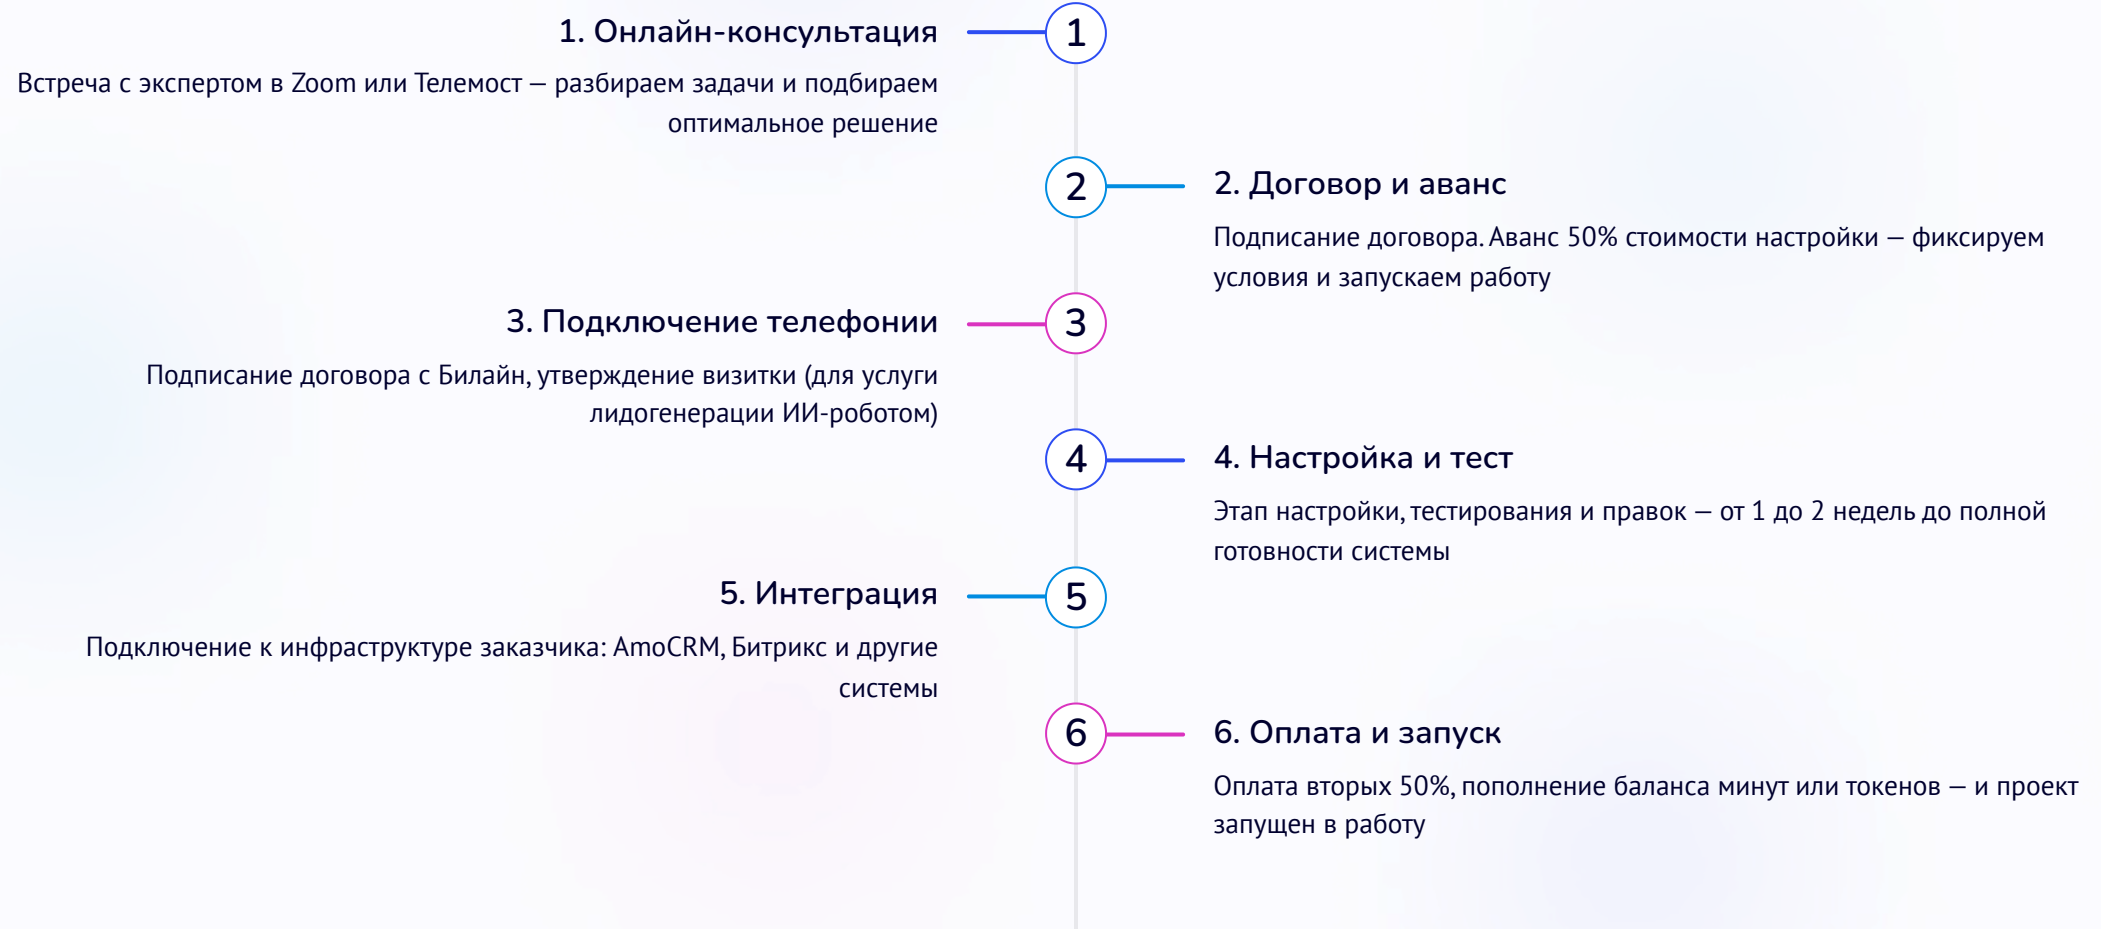 1. Онлайн-консультация
1
Встреча с экспертом в Zoom или Телемост — разбираем задачи и подбираем
оптимальное решение
2
2. Договор и аванс
Подписание договора. Аванс 50% стоимости настройки — фиксируем
условия и запускаем работу
3. Подключение телефонии
3
Подписание договора с Билайн, утверждение визитки (для услуги
лидогенерации ИИ-роботом)
4
4. Настройка и тест
Этап настройки, тестирования и правок — от 1 до 2 недель до полной
готовности системы
5. Интеграция
5
Подключение к инфраструктуре заказчика: AmoCRM, Битрикс и другие
системы
6
6. Оплата и запуск
Оплата вторых 50%, пополнение баланса минут или токенов — и проект
запущен в работу